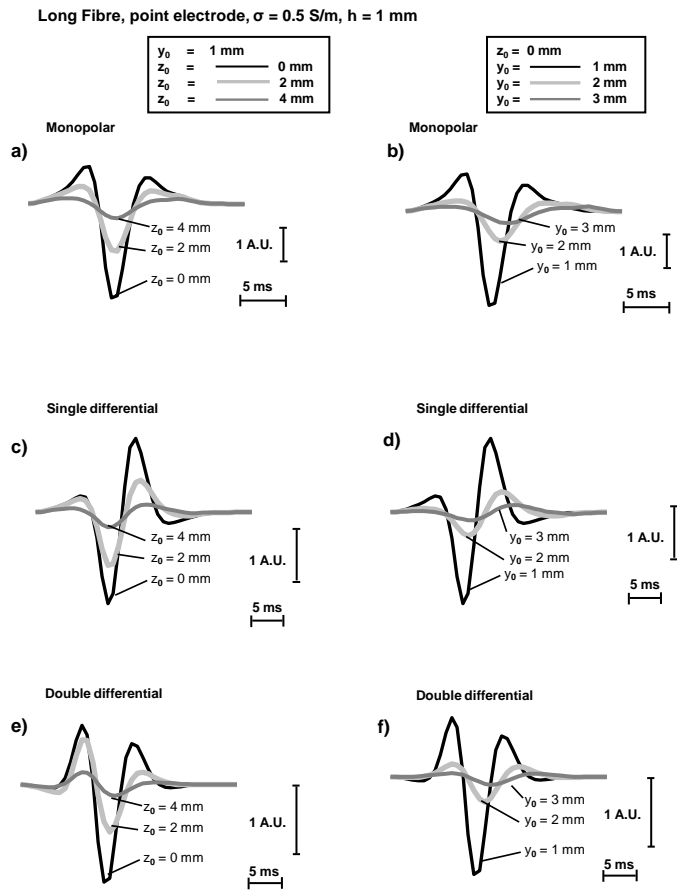 Long Fibre, point electrode, σ = 0.5 S/m, h = 1 mm
y₀ = 1 mm
z₀ = 0 mm
z₀ = 2 mm
z₀ = 4 mm
z₀ = 0 mm
y₀ = 1 mm
y₀ = 2 mm
y₀ = 3 mm
Monopolar
a)
z₀ = 4 mm
z₀ = 2 mm
z₀ = 0 mm
1 A.U.
5 ms
Monopolar
b)
y₀ = 3 mm
y₀ = 2 mm
y₀ = 1 mm
1 A.U.
5 ms
Single differential
c)
z₀ = 4 mm
z₀ = 2 mm
z₀ = 0 mm
1 A.U.
5 ms
Single differential
d)
y₀ = 3 mm
y₀ = 2 mm
y₀ = 1 mm
1 A.U.
5 ms
Double differential
e)
z₀ = 4 mm
z₀ = 2 mm
z₀ = 0 mm
1 A.U.
5 ms
Double differential
f)
y₀ = 3 mm
y₀ = 2 mm
y₀ = 1 mm
1 A.U.
5 ms